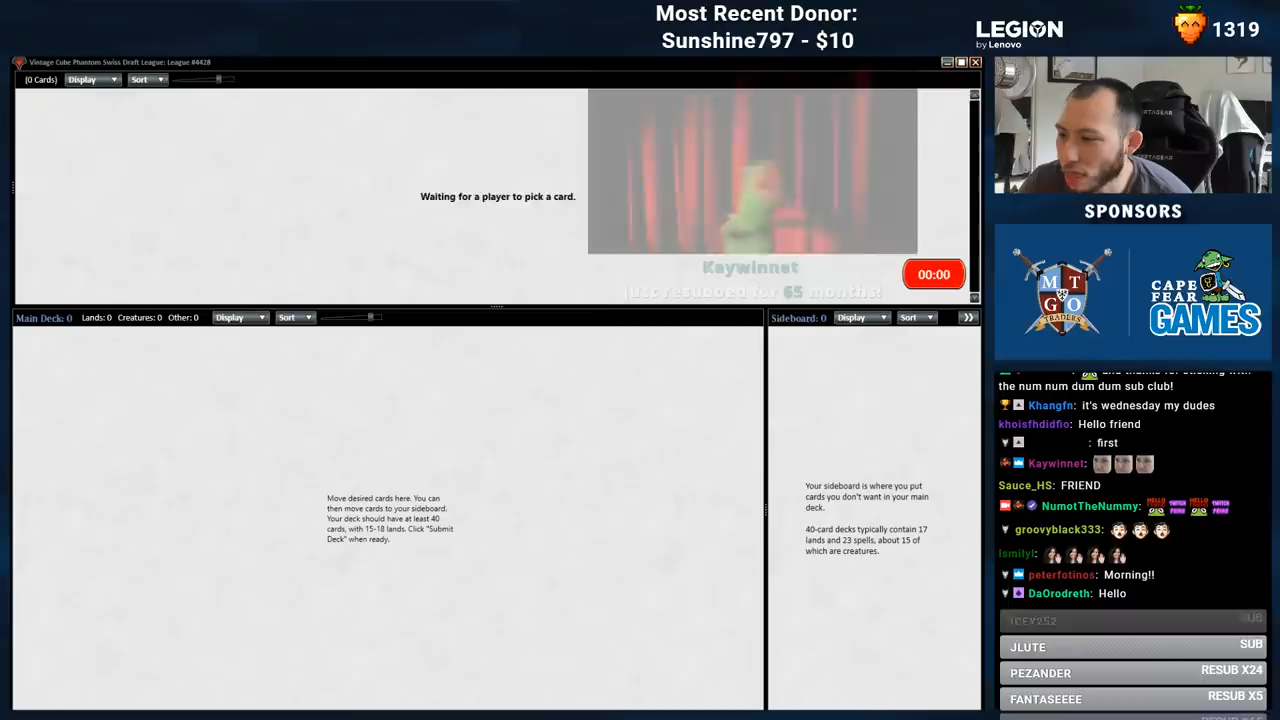 Most Recent Donor:
Sunshine797 - $10
LEGION
by Lenovo
1319
Vintage Cube Phantom Swiss Draft League: League #4428
(0 Cards) Display Sort
Waiting for a player to pick a card.
Kaywinnet
just resubbed for 65 months!
00:00
SPONSORS
MTGO
TRADERS
CAPE FEAR
GAMES
Main Deck: 0 Lands: 0 Creatures: 0 Other: 0 Display Sort
Sideboard: 0 Display Sort
Move desired cards here. You can
then move cards to your sideboard.
Your deck should have at least 40
cards, with 15-18 lands. Click "Submit
Deck" when ready.
Your sideboard is where you put
cards you don't want in your main
deck.
40-card decks typically contain 17
lands and 23 spells, about 15 of
which are creatures.
and thanks for sticking with
the num num dum dum sub club!
Khangfn: it's wednesday my dudes
khoisfhdidfio: Hello friend
: first
Kaywinnet:
Sauce_HS: FRIEND
NumotTheNummy:
groovyblack333:
Ismilyl:
peterfotinos: Morning!!
DaOrodreth: Hello
SUB
JLUTE SUB
PEZANDER RESUB X24
FANTASEEEE RESUB X5